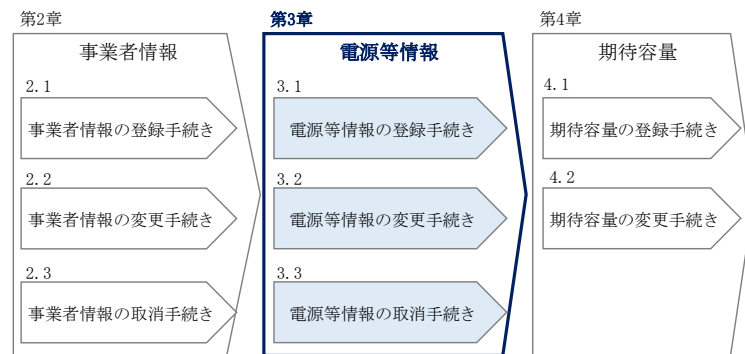 第2章
事業者情報
2.1
事業者情報の登録手続き
2.2
事業者情報の変更手続き
2.3
事業者情報の取消手続き
第3章
電源等情報
3.1
電源等情報の登録手続き
3.2
電源等情報の変更手続き
3.3
電源等情報の取消手続き
第4章
期待容量
4.1
期待容量の登録手続き
4.2
期待容量の変更手続き